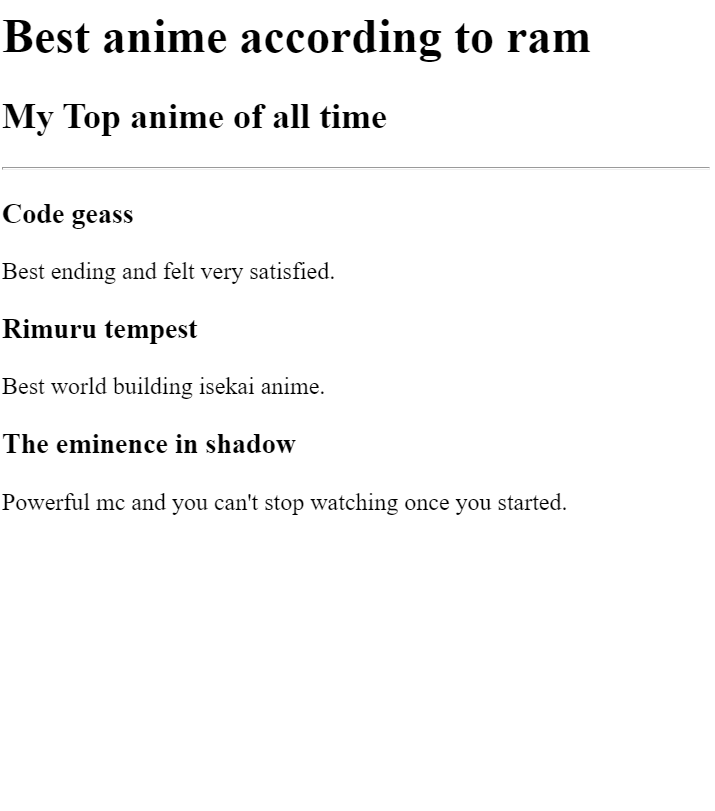 Best anime according to ram
My Top anime of all time
Code geass
Best ending and felt very satisfied.
Rimuru tempest
Best world building isekai anime.
The eminence in shadow
Powerful mc and you can't stop watching once you started.